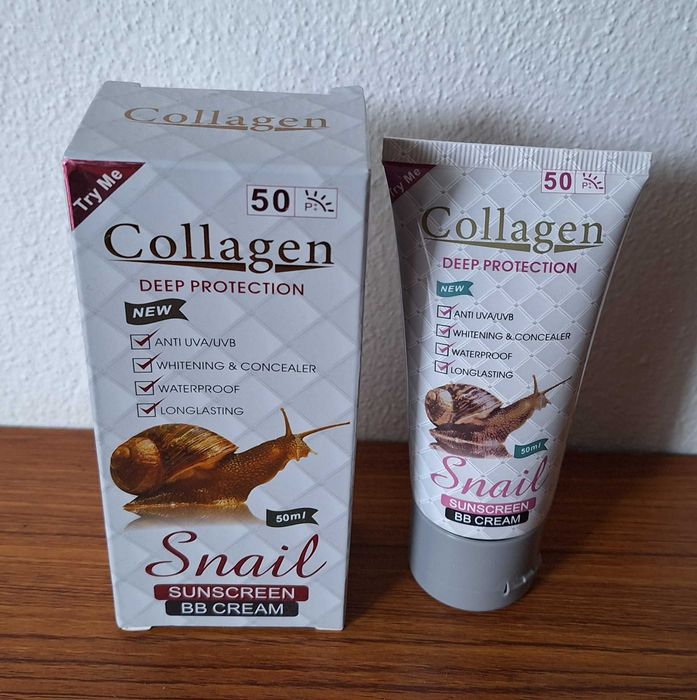 Collagen
Try Me
50
Collagen
DEEP PROTECTION
NEW
ANTI UVA/UVB
WHITENING & CONCEALER
WATERPROOF
LONGLASTING
50ml
Snail
SUNSCREEN
BB CREAM
Try Me
50
Collagen
DEEP PROTECTION
NEW
ANTI UVA/UVB
WHITENING & CONCEALER
WATERPROOF
LONGLASTING
50ml
Snail
SUNSCREEN
BB CREAM